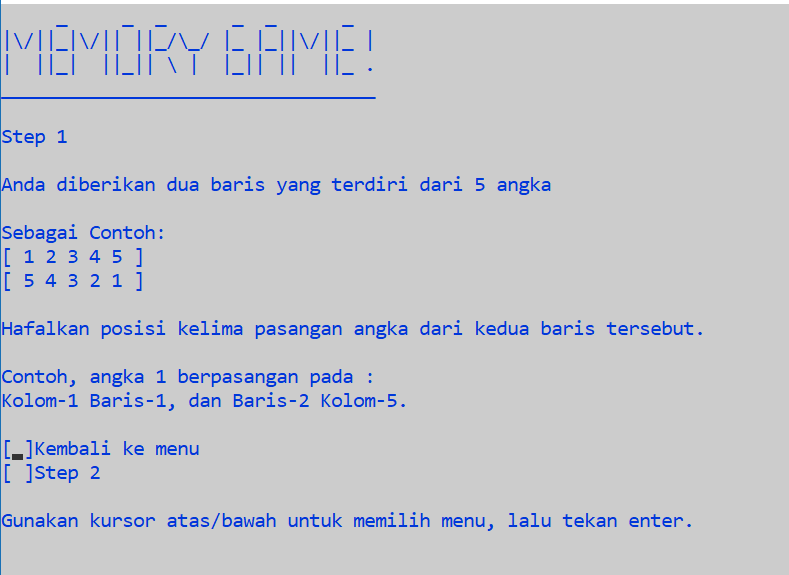 MEMORY GAME
Step 1
Anda diberikan dua baris yang terdiri dari 5 angka
Sebagai Contoh:
[ 1 2 3 4 5 ]
[ 5 4 3 2 1 ]
Hafalkan posisi kelima pasangan angka dari kedua baris tersebut.
Contoh, angka 1 berpasangan pada :
Kolom-1 Baris-1, dan Baris-2 Kolom-5.
[_]Kembali ke menu
[ ]Step 2
Gunakan kursor atas/bawah untuk memilih menu, lalu tekan enter.